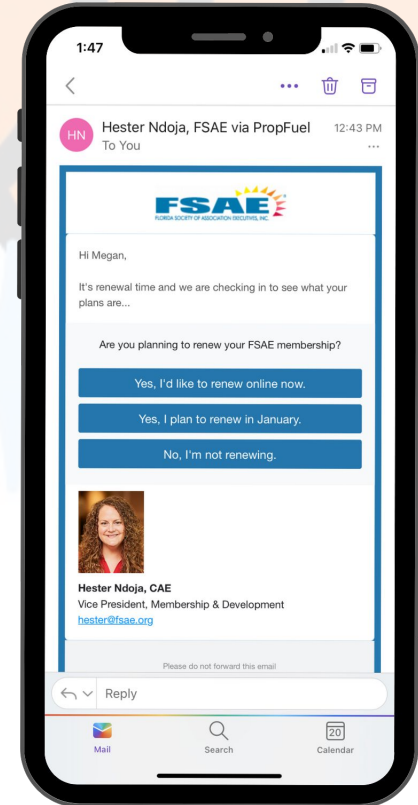 1:47
HN
Hester Ndoja, FSAE via PropFuel
12:43 PM
To You
FSAE
FLORIDA SOCIETY OF ASSOCIATION EXECUTIVES, INC.
Hi Megan,
It's renewal time and we are checking in to see what your
plans are...
Are you planning to renew your FSAE membership?
Yes, I'd like to renew online now.
Yes, I plan to renew in January.
No, I'm not renewing.
Hester Ndoja, CAE
Vice President, Membership & Development
hester@fsae.org
Please do not forward this email
Reply
20
Mail
Search
Calendar